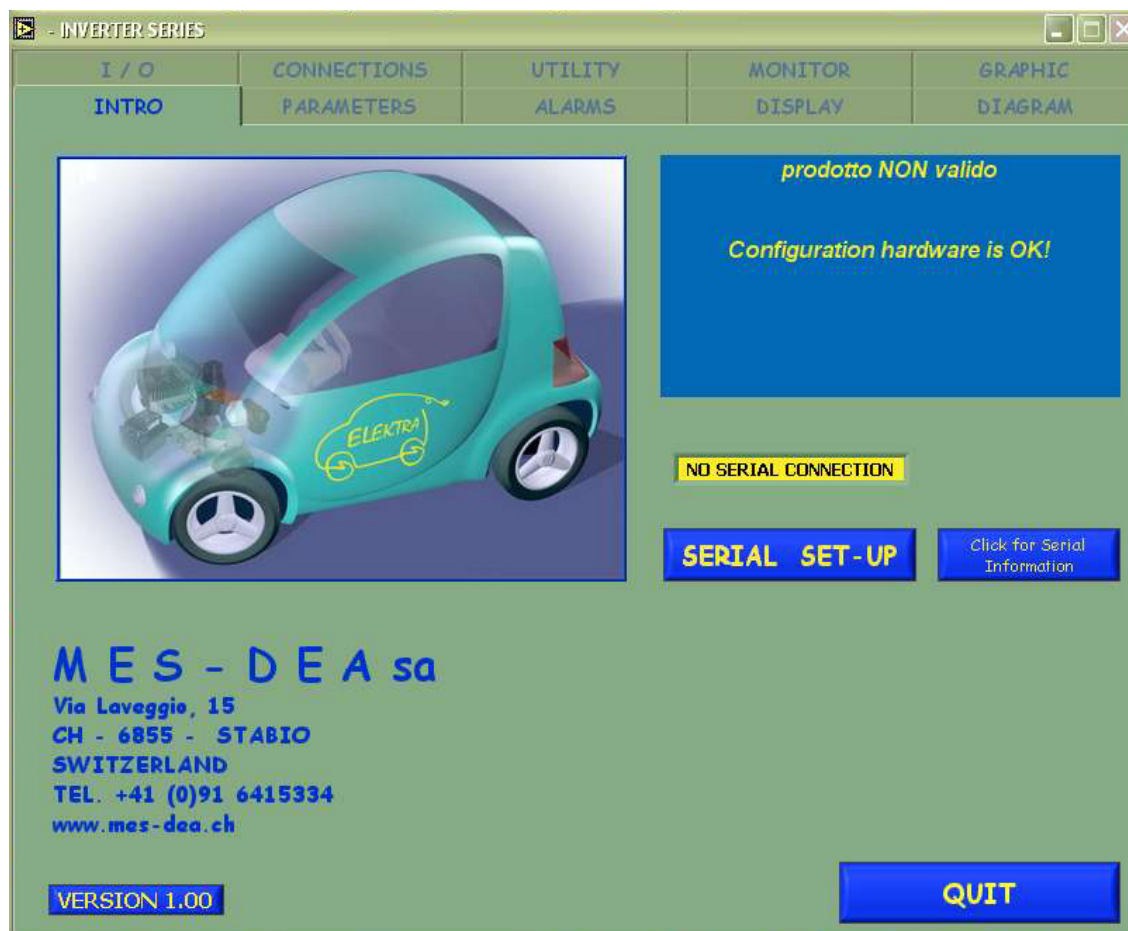 - INVERTER SERIES
I / O CONNECTIONS UTILITY MONITOR GRAPHIC
INTRO PARAMETERS ALARMS DISPLAY DIAGRAM
prodotto NON valido
Configuration hardware is OK!
ELEKTRA
NO SERIAL CONNECTION
SERIAL SET-UP
Click for Serial
Information
MES-DEA sa
Via Laveggio, 15
CH - 6855 - STABIO
SWITZERLAND
TEL. +41 (0)91 6415334
www.mes-dea.ch
VERSION 1.00
QUIT